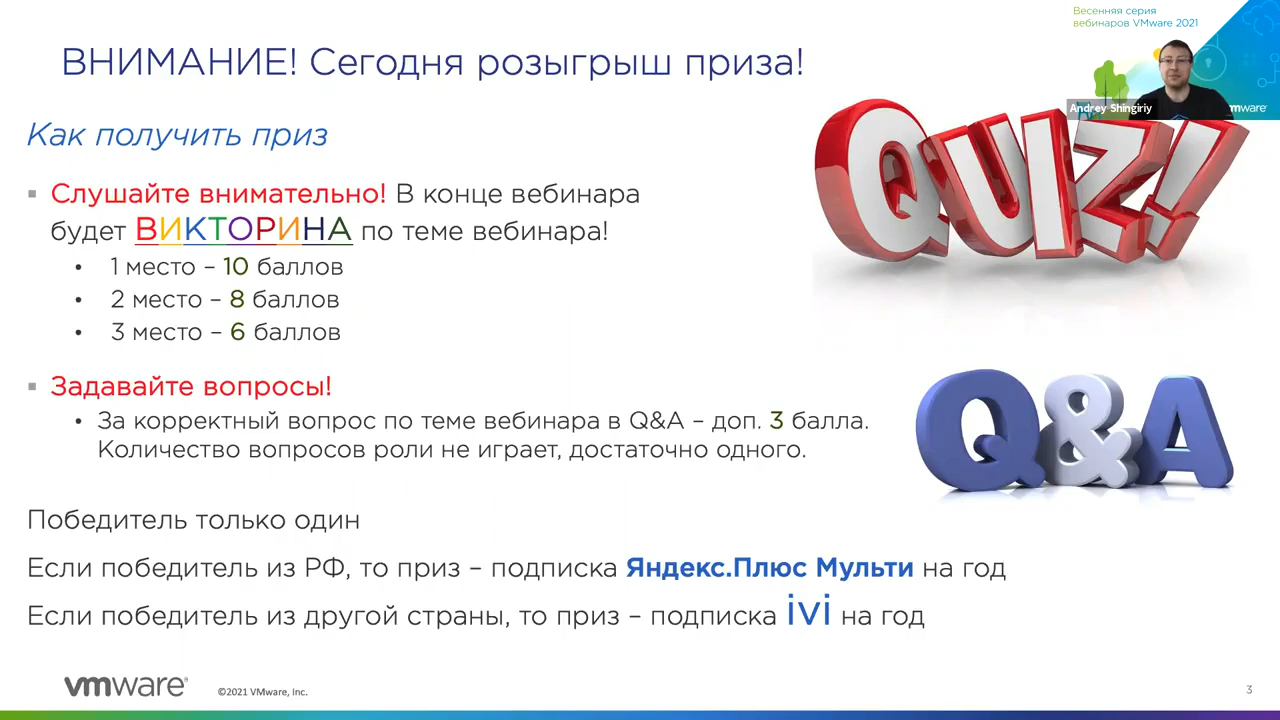 Весенняя серия
вебинаров VMware 2021
ВНИМАНИЕ! Сегодня розыгрыш приза!
Andrey Shingiriy
vmware
Как получить приз
QUIZ!
Слушайте внимательно! В конце вебинара
будет ВИКТОРИНА по теме вебинара!
1 место – 10 баллов
2 место – 8 баллов
3 место – 6 баллов
Задавайте вопросы!
За корректный вопрос по теме вебинара в Q&A – доп. 3 балла.
Количество вопросов роли не играет, достаточно одного.
Q&A
Победитель только один
Если победитель из РФ, то приз – подписка Яндекс.Плюс Мульти на год
Если победитель из другой страны, то приз – подписка ivi на год
vmware®
©2021 VMware, Inc.
3